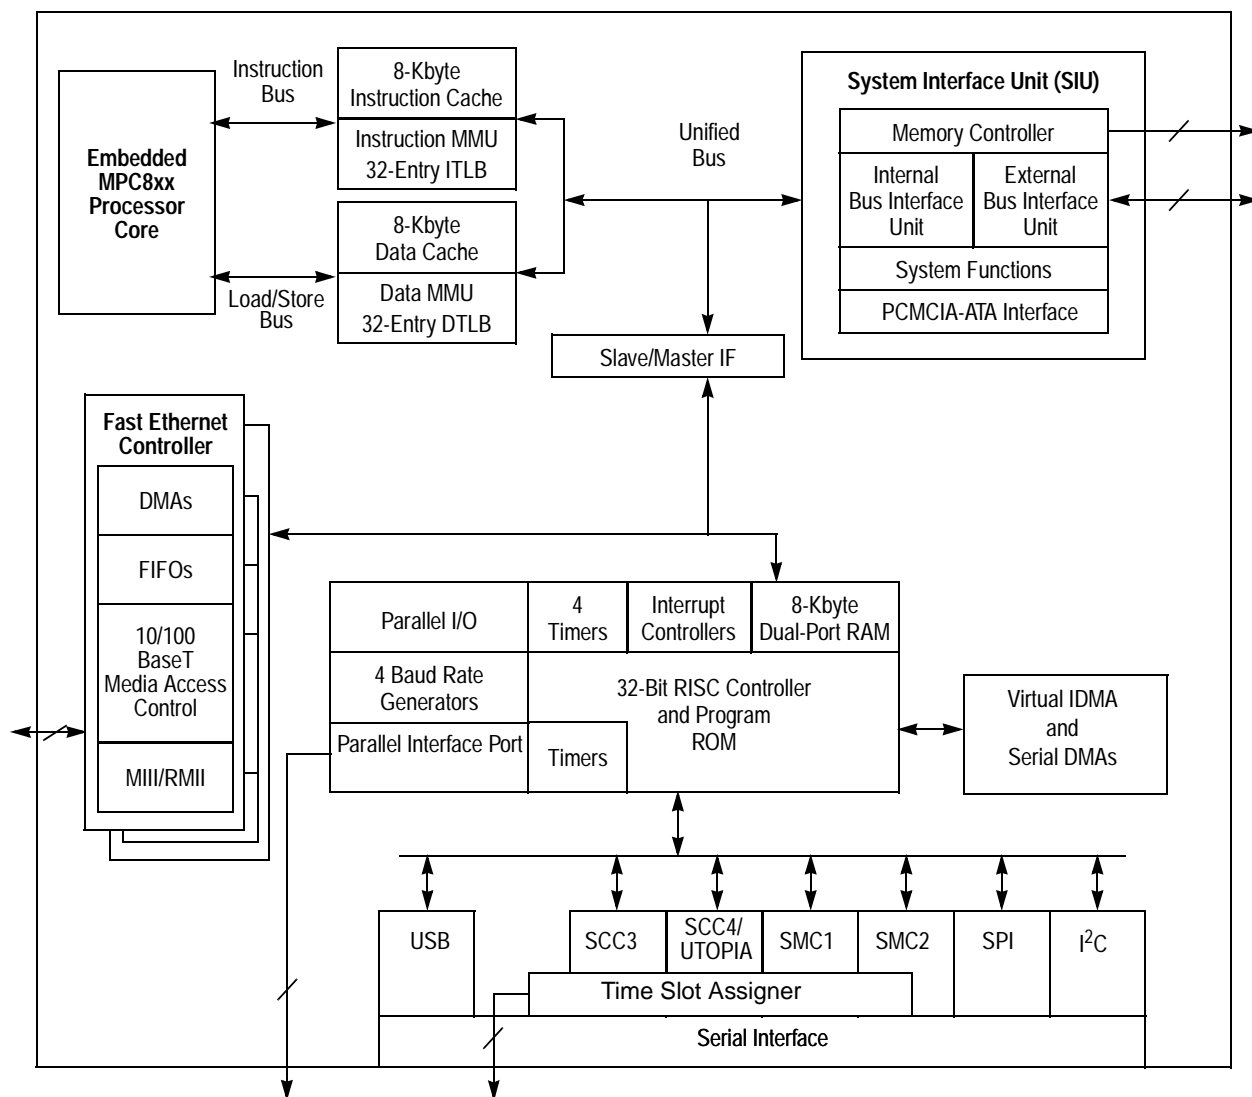 Instruction
Bus
8-Kbyte
Instruction Cache
Instruction MMU
32-Entry ITLB
Embedded
MPC8xx
Processor
Core
8-Kbyte
Data Cache
Data MMU
32-Entry DTLB
Load/Store
Bus
Unified
Bus
System Interface Unit (SIU)
Memory Controller
Internal
Bus Interface
Unit
External
Bus Interface
Unit
System Functions
PCMCIA-ATA Interface
Slave/Master IF
Fast Ethernet
Controller
DMAs
FIFOs
10/100
BaseT
Media Access
Control
MIII/RMII
Parallel I/O
4
Timers
Interrupt
Controllers
8-Kbyte
Dual-Port RAM
4 Baud Rate
Generators
32-Bit RISC Controller
and Program
ROM
Parallel Interface Port
Timers
Virtual IDMA
and
Serial DMAs
USB
SCC3
SCC4/
UTOPIA
SMC1
SMC2
SPI
I²C
Time Slot Assigner
Serial Interface